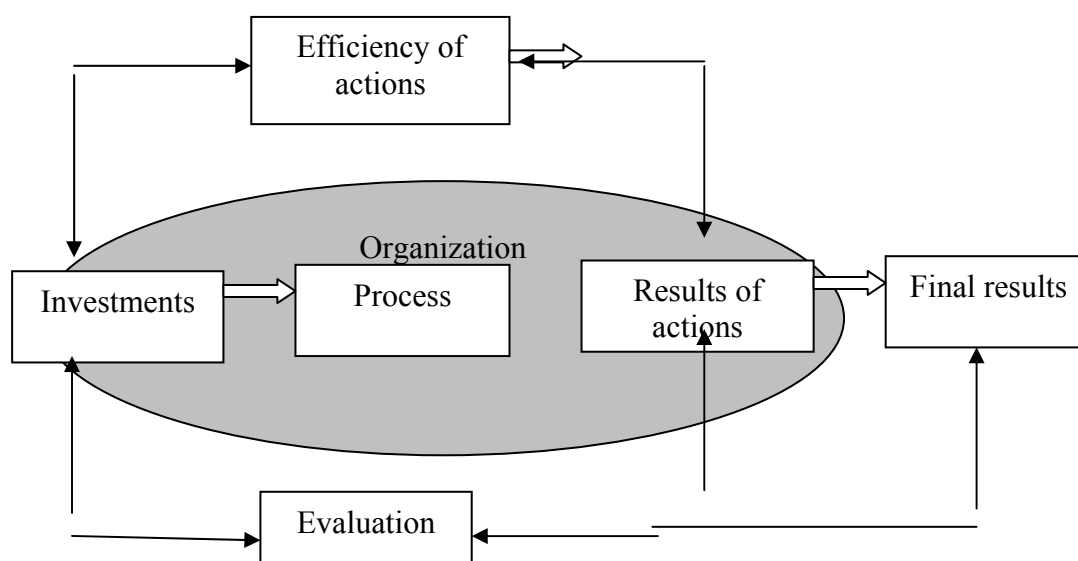 Efficiency of
actions
Organization
Investments
Process
Results of
actions
Final results
Evaluation